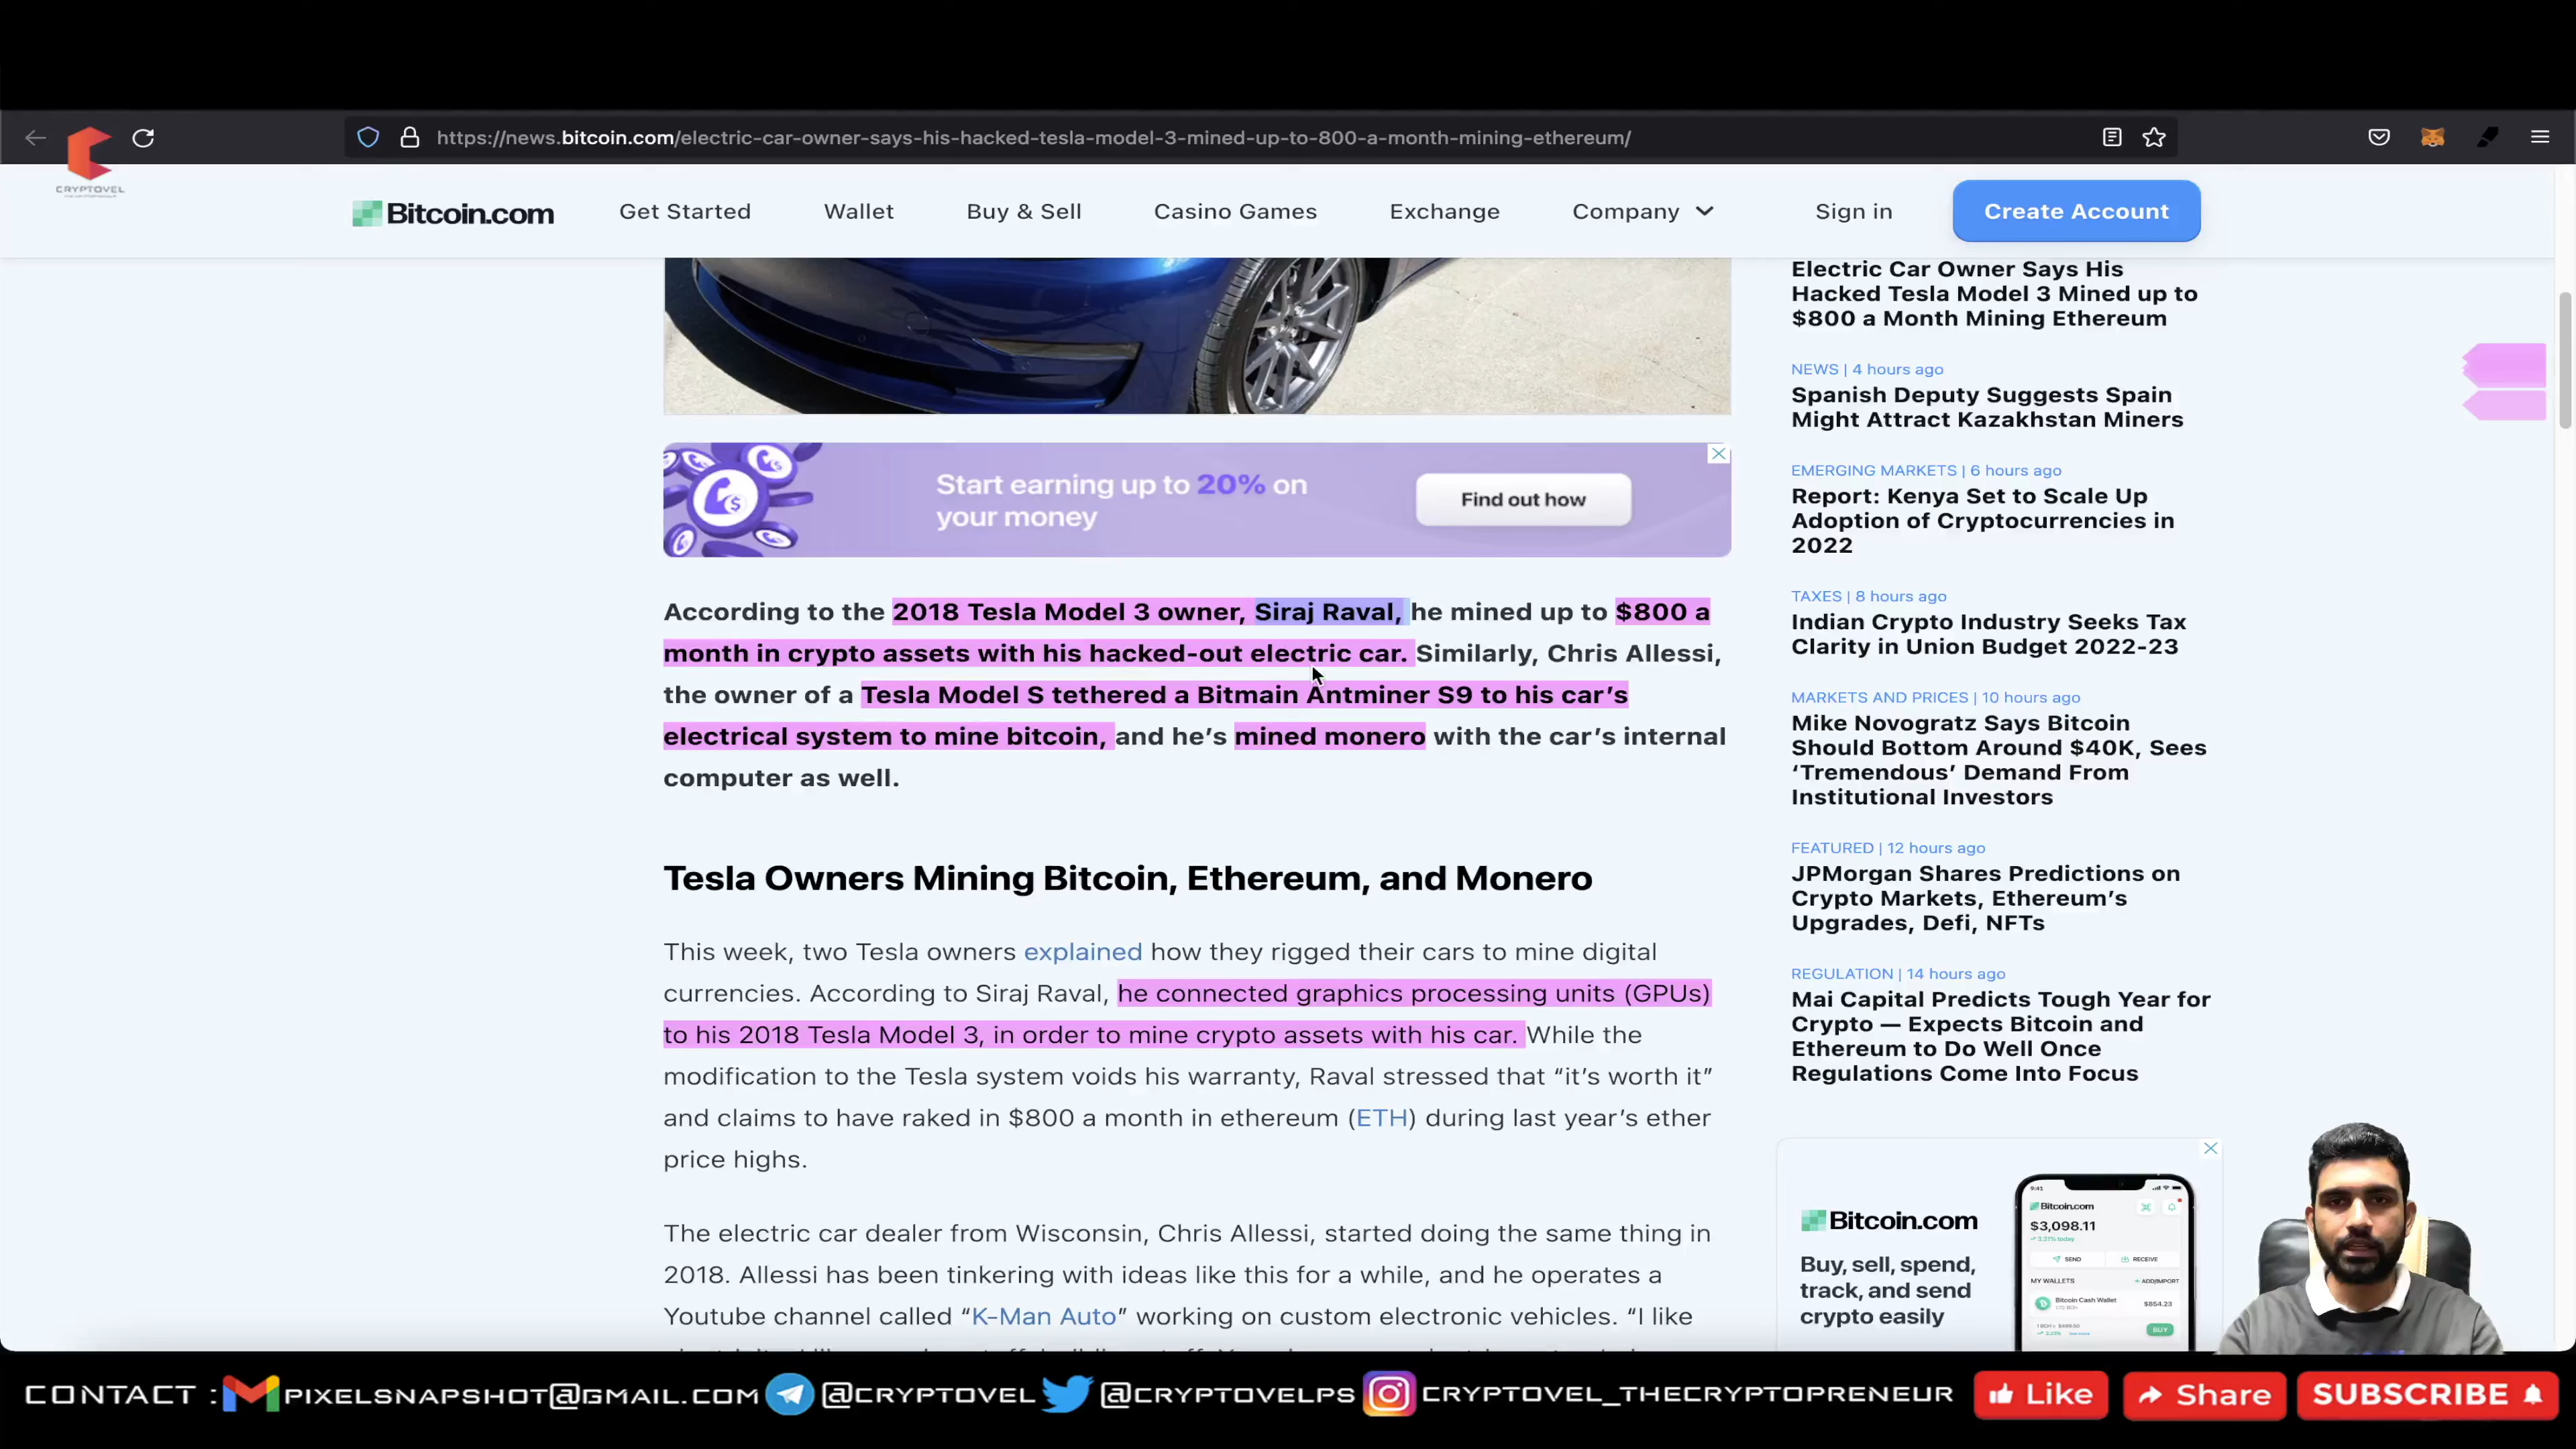 https://news.bitcoin.com/electric-car-owner-says-his-hacked-tesla-model-3-mined-up-to-800-a-month-mining-ethereum/
CRYPTOVEL
Bitcoin.com
Get Started
Wallet
Buy & Sell
Casino Games
Exchange
Company
Sign in
Create Account
Start earning up to 20% on
your money
Find out how
According to the 2018 Tesla Model 3 owner, Siraj Raval, he mined up to $800 a
month in crypto assets with his hacked-out electric car. Similarly, Chris Allessi,
the owner of a Tesla Model S tethered a Bitmain Antminer S9 to his car’s
electrical system to mine bitcoin, and he’s mined monero with the car’s internal
computer as well.
Tesla Owners Mining Bitcoin, Ethereum, and Monero
This week, two Tesla owners explained how they rigged their cars to mine digital
currencies. According to Siraj Raval, he connected graphics processing units (GPUs)
to his 2018 Tesla Model 3, in order to mine crypto assets with his car. While the
modification to the Tesla system voids his warranty, Raval stressed that “it’s worth it”
and claims to have raked in $800 a month in ethereum (ETH) during last year’s ether
price highs.
The electric car dealer from Wisconsin, Chris Allessi, started doing the same thing in
2018. Allessi has been tinkering with ideas like this for a while, and he operates a
Youtube channel called “K-Man Auto” working on custom electronic vehicles. “I like
Electric Car Owner Says His
Hacked Tesla Model 3 Mined up to
$800 a Month Mining Ethereum
NEWS | 4 hours ago
Spanish Deputy Suggests Spain
Might Attract Kazakhstan Miners
EMERGING MARKETS | 6 hours ago
Report: Kenya Set to Scale Up
Adoption of Cryptocurrencies in
2022
TAXES | 8 hours ago
Indian Crypto Industry Seeks Tax
Clarity in Union Budget 2022-23
MARKETS AND PRICES | 10 hours ago
Mike Novogratz Says Bitcoin
Should Bottom Around $40K, Sees
‘Tremendous’ Demand From
Institutional Investors
FEATURED | 12 hours ago
JPMorgan Shares Predictions on
Crypto Markets, Ethereum’s
Upgrades, Defi, NFTs
REGULATION | 14 hours ago
Mai Capital Predicts Tough Year for
Crypto — Expects Bitcoin and
Ethereum to Do Well Once
Regulations Come Into Focus
Bitcoin.com
Buy, sell, spend,
track, and send
crypto easily
9:41
Bitcoin.com
$3,098.11
3.21% today
SEND
RECEIVE
MY WALLETS
+ ADD/IMPORT
Bitcoin Cash Wallet
$854.23
BUY
CONTACT : PIXELSNAPSHOT@GMAIL.COM @CRYPTOVEL @CRYPTOVELPS CRYPTOVEL_THECRYPTOPRENEUR
Like
Share
SUBSCRIBE